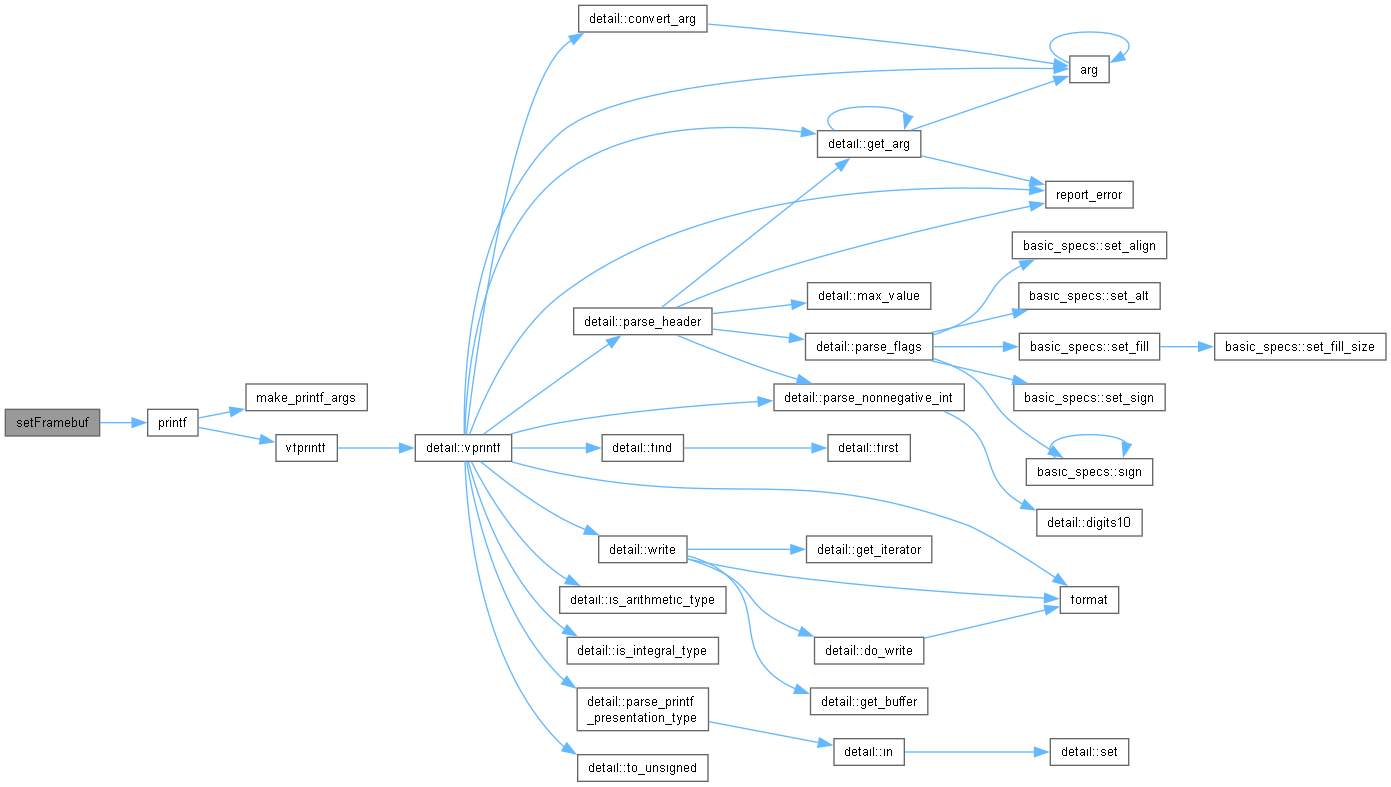 detail::convert_arg
arg
detail::get_arg
report_error
basic_specs::set_align
detail::max_value
basic_specs::set_alt
detail::parse_header
detail::parse_flags
basic_specs::set_fill
basic_specs::set_fill_size
make_printf_args
detail::parse_nonnegative_int
basic_specs::set_sign
setFramebuf
printf
vfprintf
detail::vprintf
detail::find
detail::first
basic_specs::sign
detail::digits10
detail::write
detail::get_iterator
detail::is_arithmetic_type
format
detail::is_integral_type
detail::do_write
detail::parse_printf
_presentation_type
detail::get_buffer
detail::in
detail::set
detail::to_unsigned